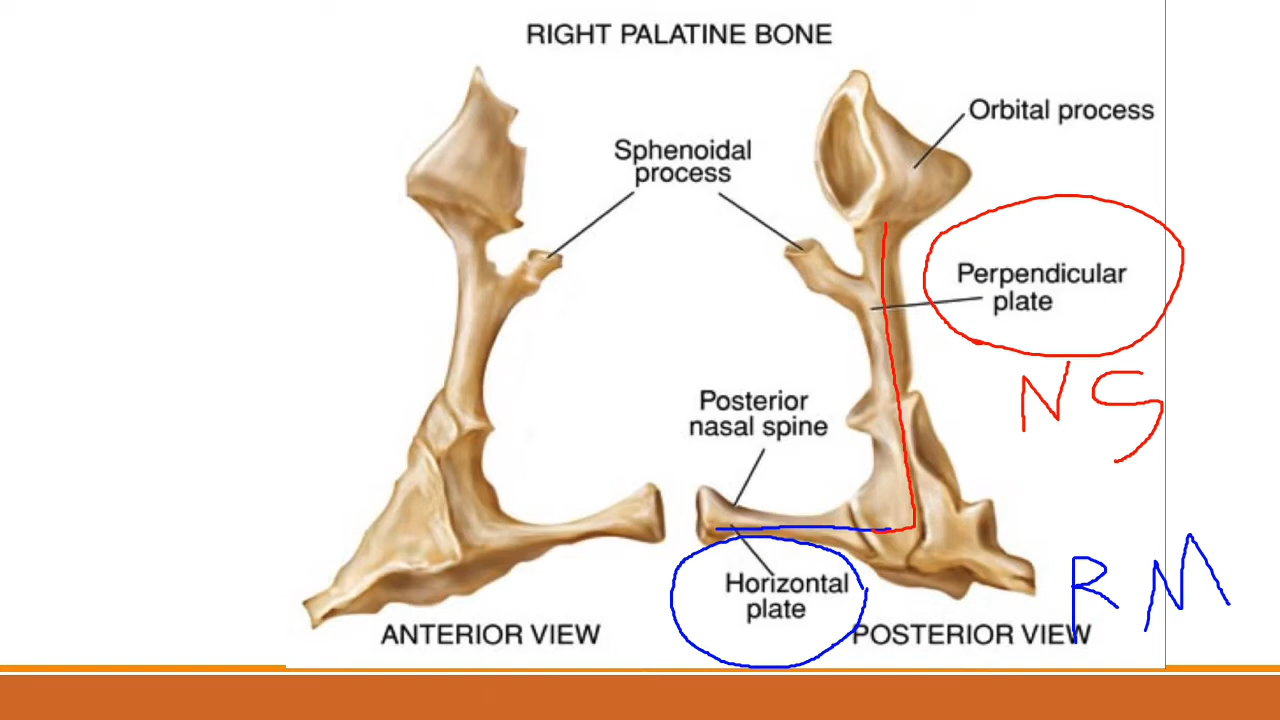 RIGHT PALATINE BONE
Orbital process
Sphenoidal
process
Perpendicular
plate
NS
Posterior
nasal spine
Horizontal
plate
RM
ANTERIOR VIEW
POSTERIOR VIEW